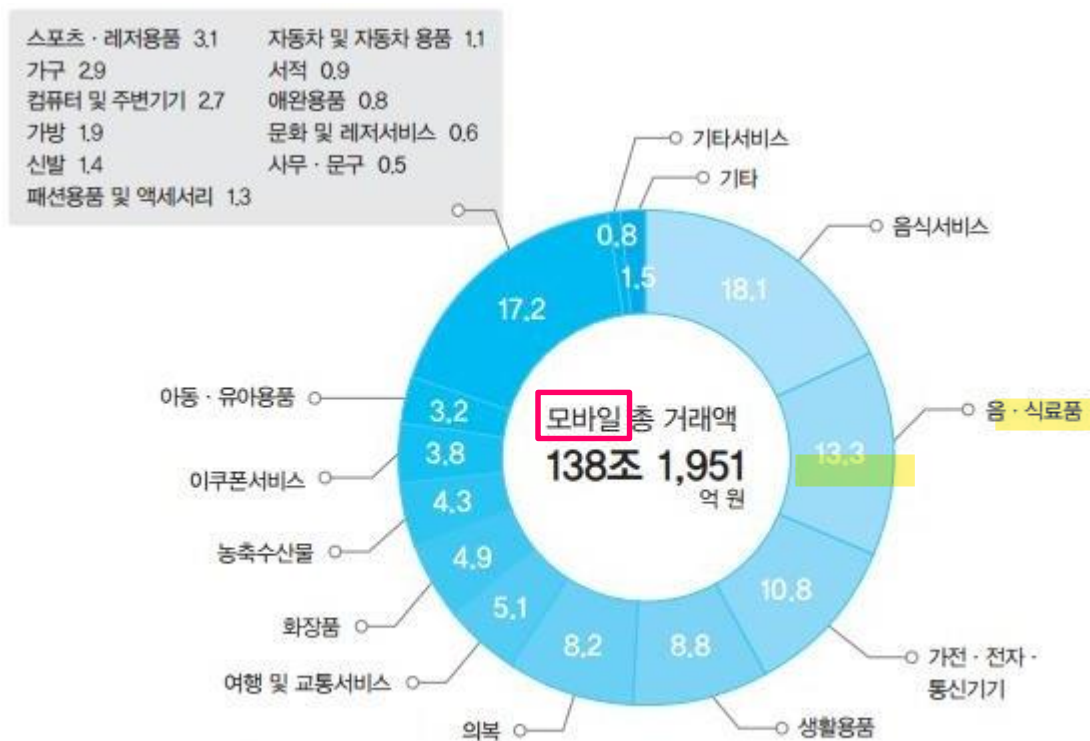 스포츠 · 레저용품 3.1 자동차 및 자동차 용품 1.1
가구 2.9 서적 0.9
컴퓨터 및 주변기기 2.7 애완용품 0.8
가방 1.9 문화 및 레저서비스 0.6
신발 1.4 사무 · 문구 0.5
패션용품 및 액세서리 1.3
기타서비스
기타
음식서비스
0.8
1.5
18.1
17.2
아동 · 유아용품
3.2
모바일 총 거래액
음 · 식료품
13.3
138조 1,951
억 원
3.8
이쿠폰서비스
4.3
농축수산물
4.9
10.8
5.1
화장품
8.2
8.8
가전 · 전자 ·
통신기기
여행 및 교통서비스
의복
생활용품